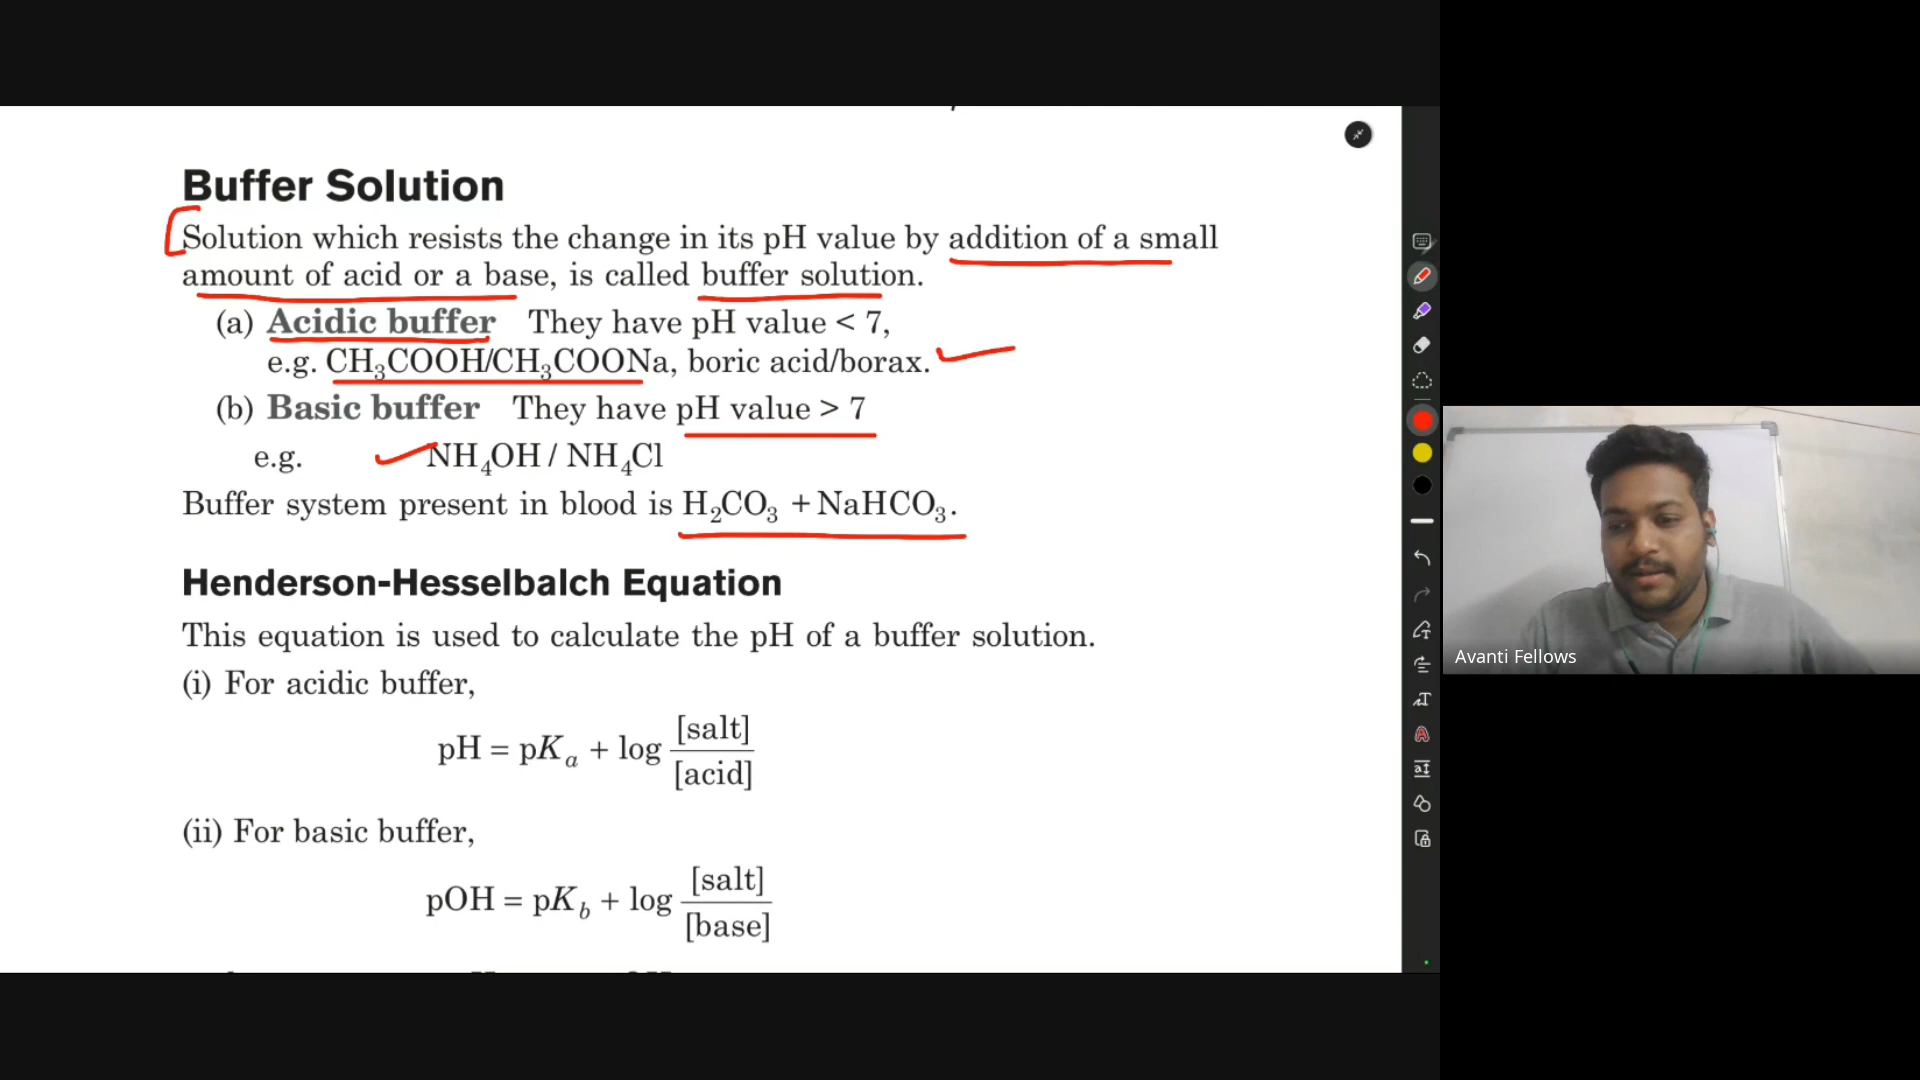 Buffer Solution
Solution which resists the change in its pH value by addition of a small
amount of acid or a base, is called buffer solution.
(a) Acidic buffer They have pH value < 7,
e.g. CH₃COOH/CH₃COONa, boric acid/borax.
(b) Basic buffer They have pH value > 7
e.g. NH₄OH / NH₄Cl
Buffer system present in blood is H₂CO₃ + NaHCO₃.
Henderson-Hesselbalch Equation
This equation is used to calculate the pH of a buffer solution.
(i) For acidic buffer,
pH = pKₐ + log [salt]/[acid]
(ii) For basic buffer,
pOH = pK_b + log [salt]/[base]
Avanti Fellows